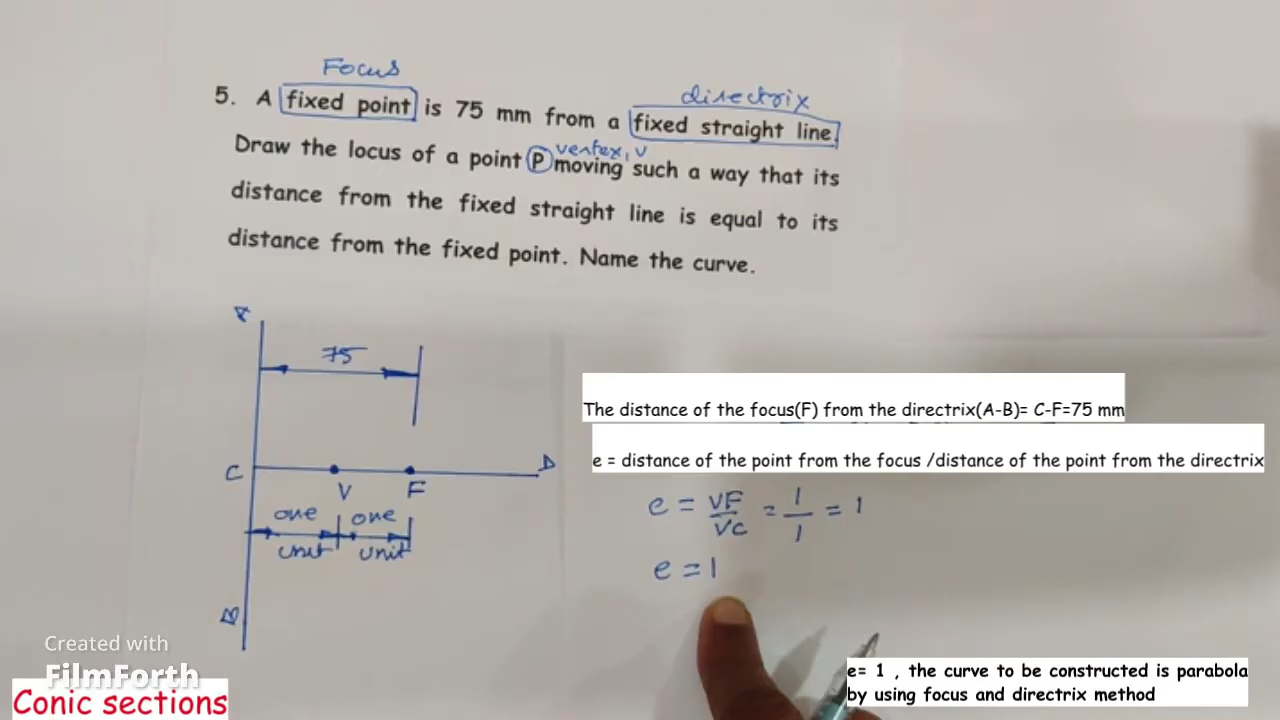 Focus
directrix
5. A fixed point is 75 mm from a fixed straight line.
vertex, V
Draw the locus of a point P moving such a way that its
distance from the fixed straight line is equal to its
distance from the fixed point. Name the curve.
A
75
The distance of the focus(F) from the directrix(A-B)= C-F=75 mm
e = distance of the point from the focus /distance of the point from the directrix
C
D
V F
one one
unit unit
e = VF/VC = 1/1 = 1
e = 1
B
Created with
FilmForth
Conic sections
e= 1 , the curve to be constructed is parabola
by using focus and directrix method